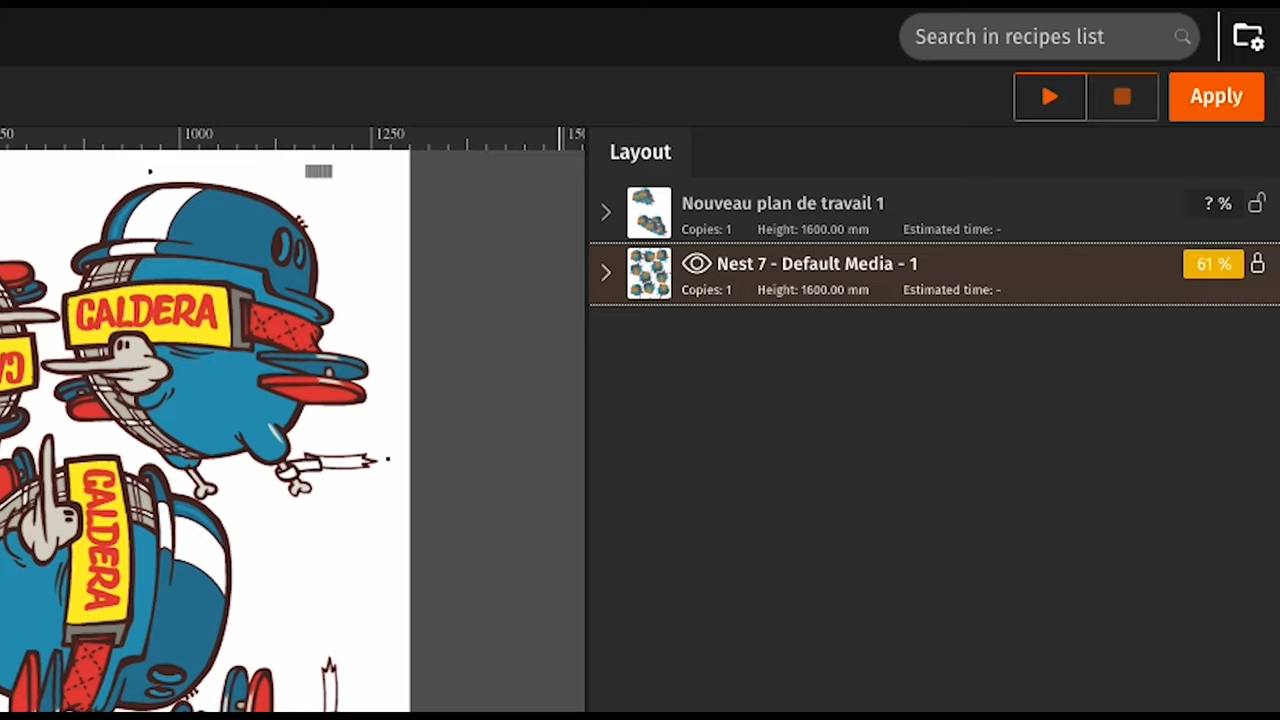 Search in recipes list
Apply
50 1000 1250 150
Layout
Nouveau plan de travail 1 ? %
Copies: 1 Height: 1600.00 mm Estimated time: -
Nest 7 - Default Media - 1 61 %
Copies: 1 Height: 1600.00 mm Estimated time: -
CALDERA
CA
CALDERA